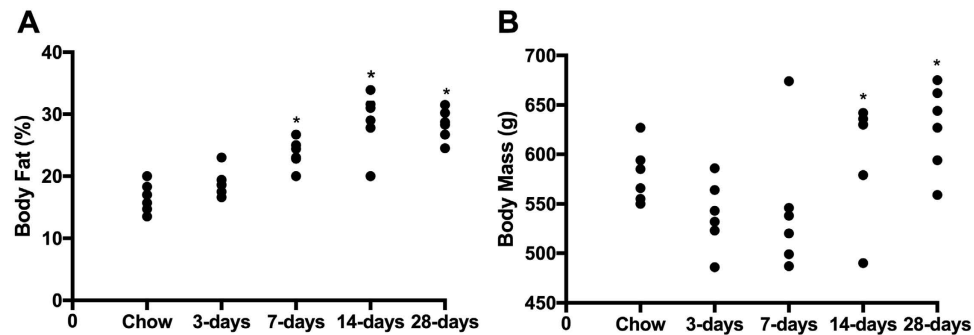 A
Body Fat (%)
40
30
20
10
0
0 Chow 3-days 7-days 14-days 28-days
* * *
B
Body Mass (g)
700
650
600
550
500
450
0 Chow 3-days 7-days 14-days 28-days
* *